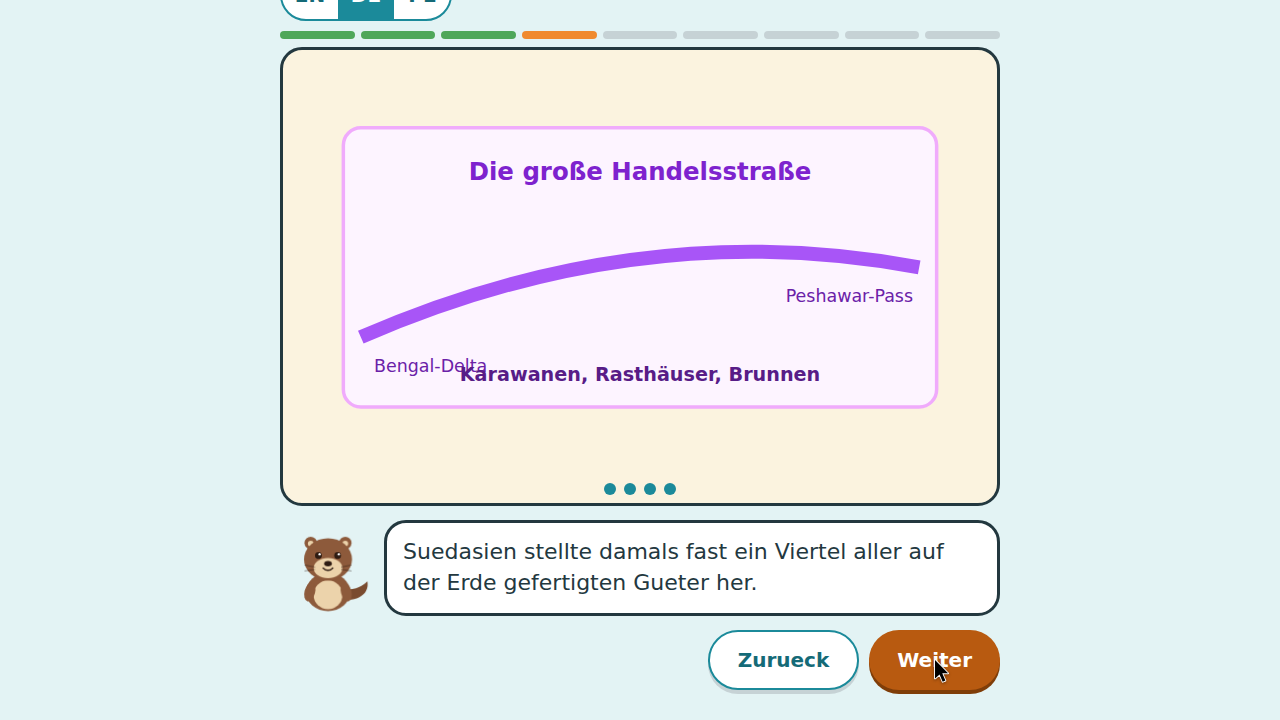 Die große Handelsstraße
Peshawar-Pass
Bengal-Delta
Karawanen, Rasthäuser, Brunnen
Suedasien stellte damals fast ein Viertel aller auf
der Erde gefertigten Gueter her.
Zurueck
Weiter